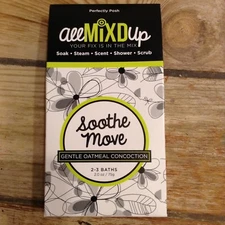 Perfectly Posh
allMiXDup
YOUR FIX IS IN THE MIX
Soak • Steam • Scent • Shower • Scrub
Soothe
Move
GENTLE OATMEAL CONCOCTION
2-3 BATHS